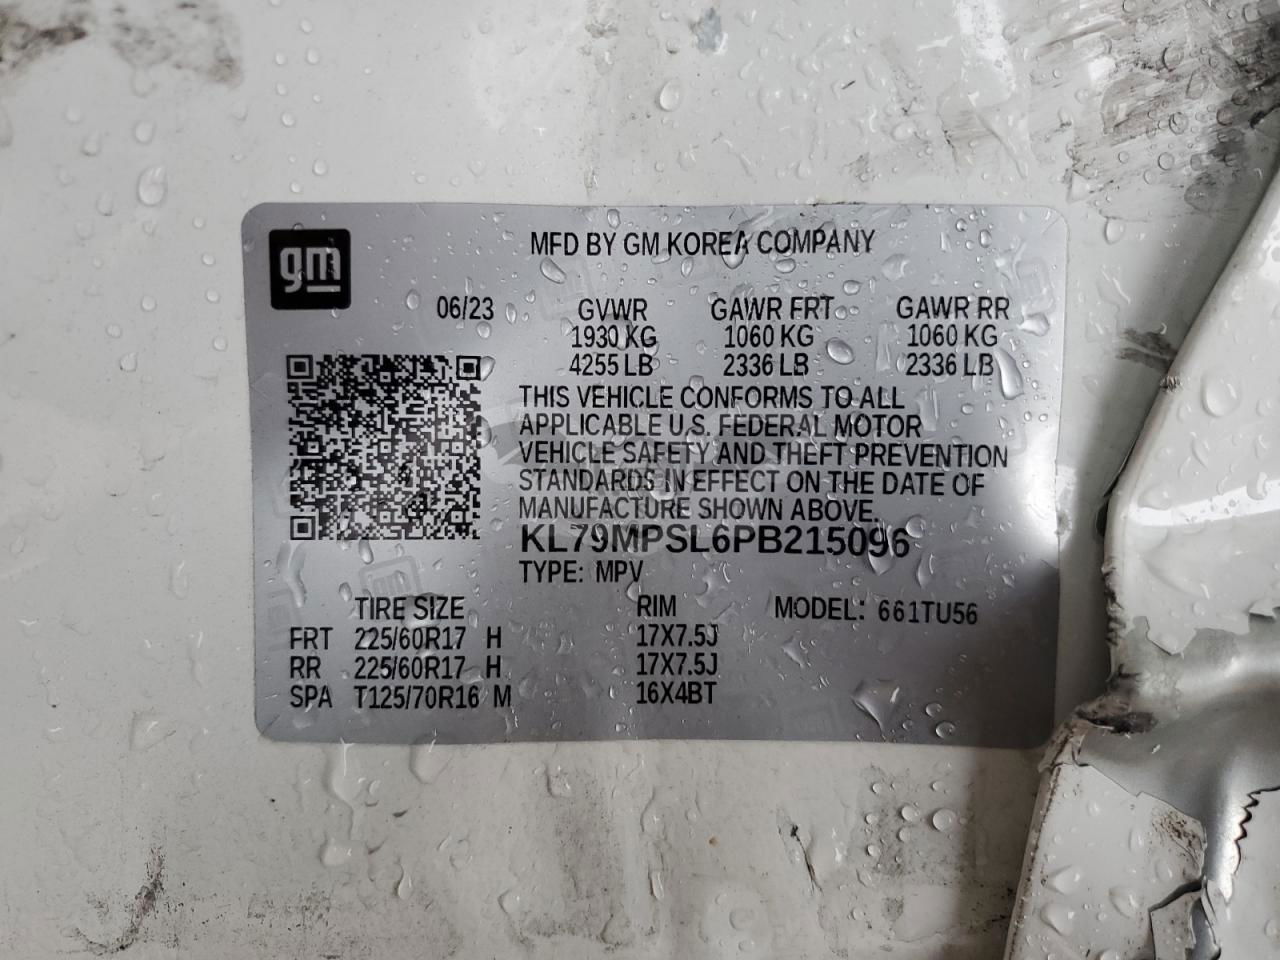 gm
MFD BY GM KOREA COMPANY
06/23 GVWR GAWR FRT GAWR RR
1930 KG 1060 KG 1060 KG
4255 LB 2336 LB 2336 LB
THIS VEHICLE CONFORMS TO ALL
APPLICABLE U.S. FEDERAL MOTOR
VEHICLE SAFETY AND THEFT PREVENTION
STANDARDS IN EFFECT ON THE DATE OF
MANUFACTURE SHOWN ABOVE.
KL79MPSL6PB215096
TYPE: MPV
TIRE SIZE RIM MODEL: 661TU56
FRT 225/60R17 H 17X7.5J
RR 225/60R17 H 17X7.5J
SPA T125/70R16 M 16X4BT